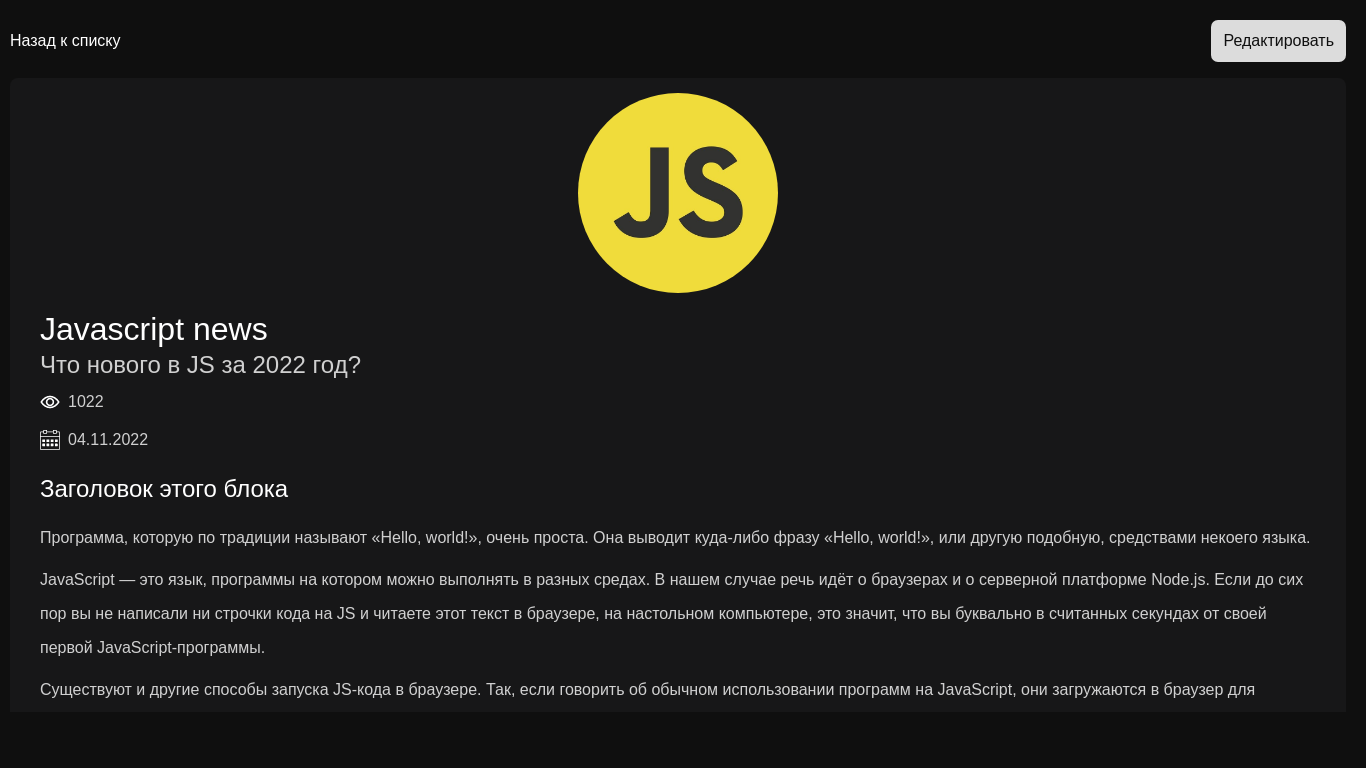 Назад к списку
Редактировать
JS
Javascript news
Что нового в JS за 2022 год?
1022
04.11.2022
Заголовок этого блока
Программа, которую по традиции называют «Hello, world!», очень проста. Она выводит куда-либо фразу «Hello, world!», или другую подобную, средствами некоего языка.
JavaScript — это язык, программы на котором можно выполнять в разных средах. В нашем случае речь идёт о браузерах и о серверной платформе Node.js. Если до сих
пор вы не написали ни строчки кода на JS и читаете этот текст в браузере, на настольном компьютере, это значит, что вы буквально в считанных секундах от своей
первой JavaScript-программы.
Существуют и другие способы запуска JS-кода в браузере. Так, если говорить об обычном использовании программ на JavaScript, они загружаются в браузер для